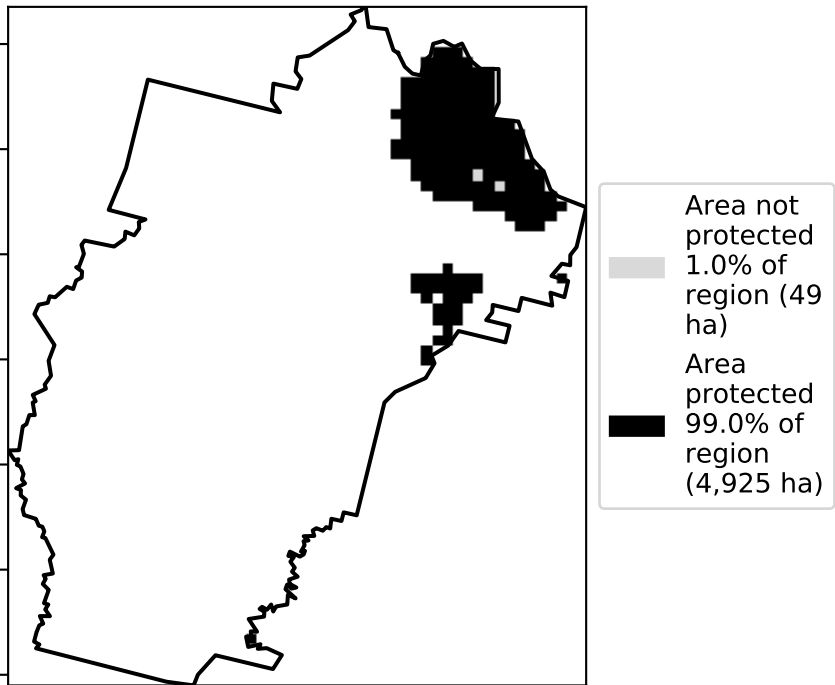 Area not
protected
1.0% of
region (49
ha)
Area
protected
99.0% of
region
(4,925 ha)